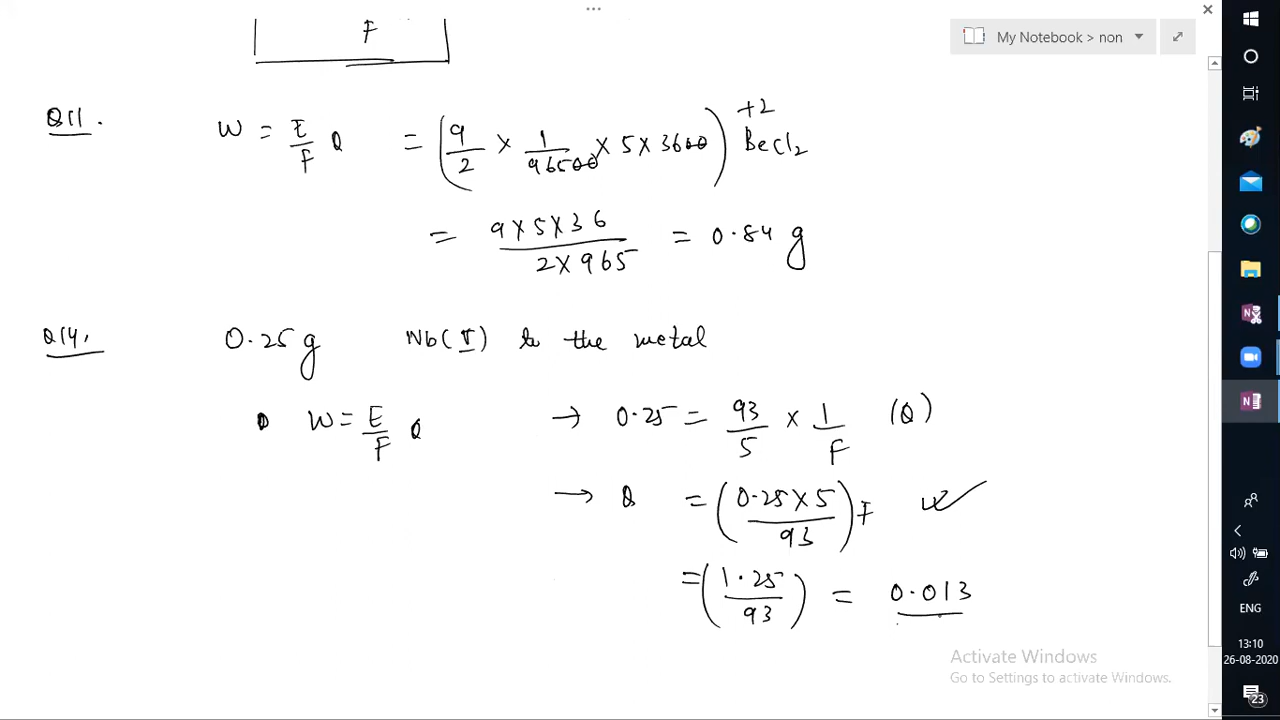 ...
My Notebook > non
F
Q11.
W = E/F Q = (9/2 × 1/96500 × 5 × 3600) +2 BeCl2
= 9×5×36 / 2×965 = 0.84 g
Q14.
0.25 g Nb(V) to the metal
W = E/F Q → 0.25 = 93/5 × 1/F (Q)
→ Q = (0.25×5 / 93) F
= (1.25 / 93) = 0.013
ENG
13:10
26-08-2020
23
Activate Windows
Go to Settings to activate Windows.